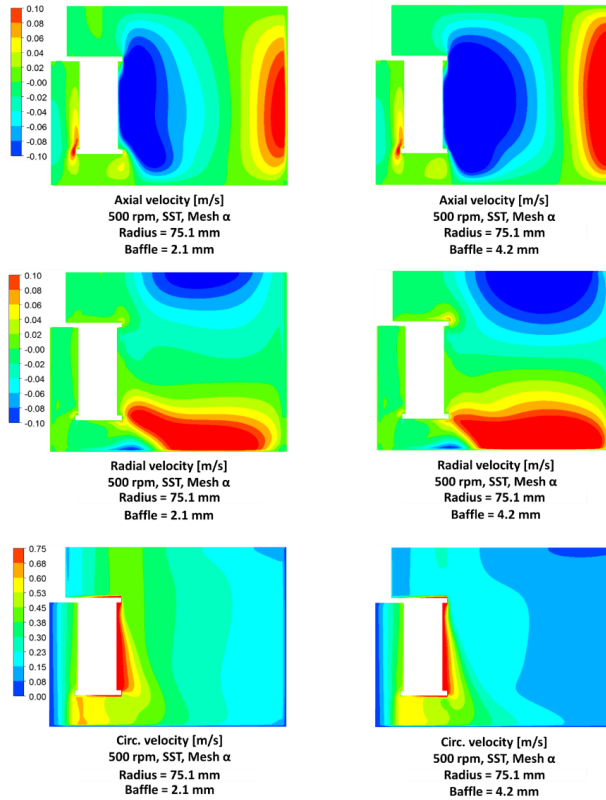 0.10
0.08
0.06
0.04
0.02
-0.00
-0.02
-0.04
-0.06
-0.08
-0.10
Axial velocity [m/s]
500 rpm, SST, Mesh α
Radius = 75.1 mm
Baffle = 2.1 mm
Axial velocity [m/s]
500 rpm, SST, Mesh α
Radius = 75.1 mm
Baffle = 4.2 mm
0.10
0.08
0.06
0.04
0.02
-0.00
-0.02
-0.04
-0.06
-0.08
-0.10
Radial velocity [m/s]
500 rpm, SST, Mesh α
Radius = 75.1 mm
Baffle = 2.1 mm
Radial velocity [m/s]
500 rpm, SST, Mesh α
Radius = 75.1 mm
Baffle = 4.2 mm
0.75
0.68
0.60
0.53
0.45
0.38
0.30
0.23
0.15
0.08
0.00
Circ. velocity [m/s]
500 rpm, SST, Mesh α
Radius = 75.1 mm
Baffle = 2.1 mm
Circ. velocity [m/s]
500 rpm, SST, Mesh α
Radius = 75.1 mm
Baffle = 4.2 mm